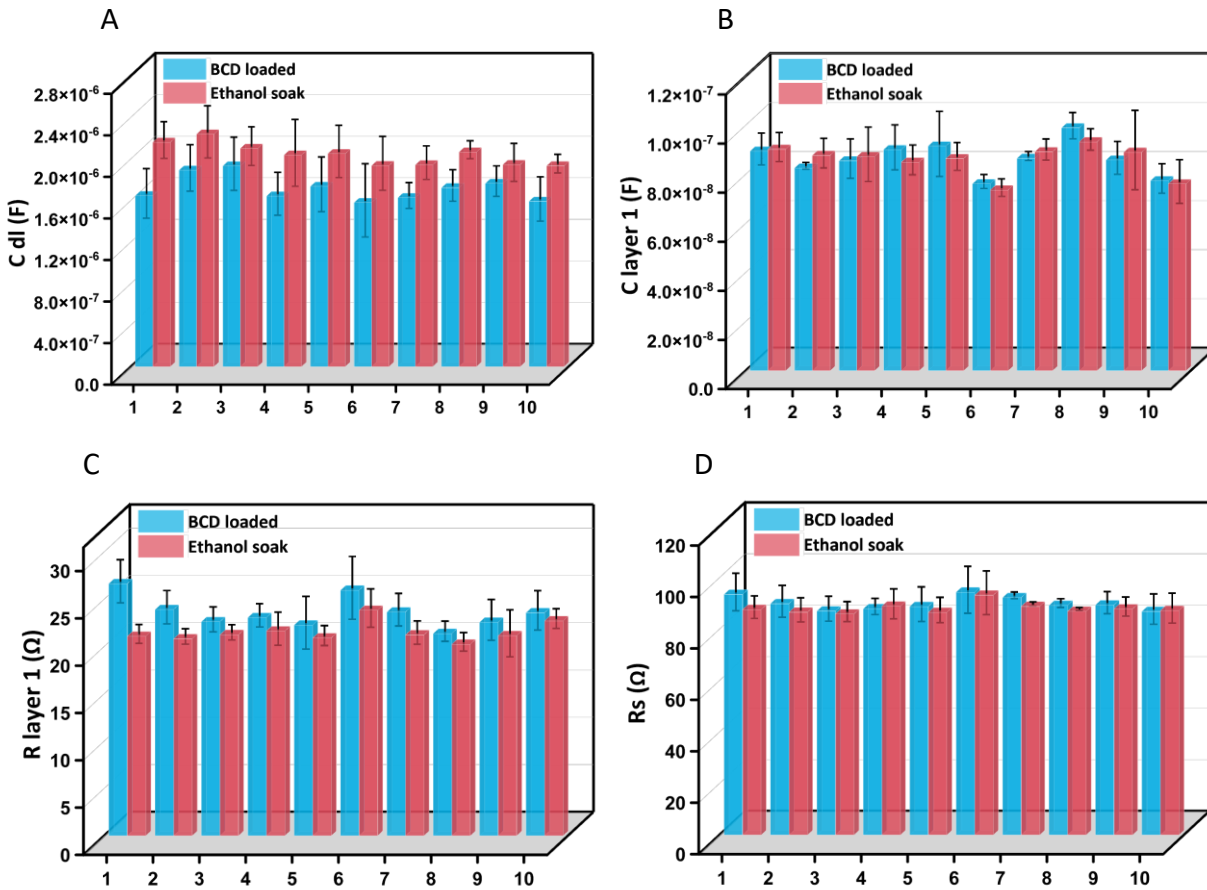 A
BCD loaded
Ethanol soak
C dl (F)
2.8×10⁻⁶
2.4×10⁻⁶
2.0×10⁻⁶
1.6×10⁻⁶
1.2×10⁻⁶
8.0×10⁻⁷
4.0×10⁻⁷
0.0
1 2 3 4 5 6 7 8 9 10
B
BCD loaded
Ethanol soak
C layer 1 (F)
1.2×10⁻⁷
1.0×10⁻⁷
8.0×10⁻⁸
6.0×10⁻⁸
4.0×10⁻⁸
2.0×10⁻⁸
0.0
1 2 3 4 5 6 7 8 9 10
C
BCD loaded
Ethanol soak
R layer 1 (Ω)
30
25
20
15
10
5
0
1 2 3 4 5 6 7 8 9 10
D
BCD loaded
Ethanol soak
Rs (Ω)
120
100
80
60
40
20
0
1 2 3 4 5 6 7 8 9 10